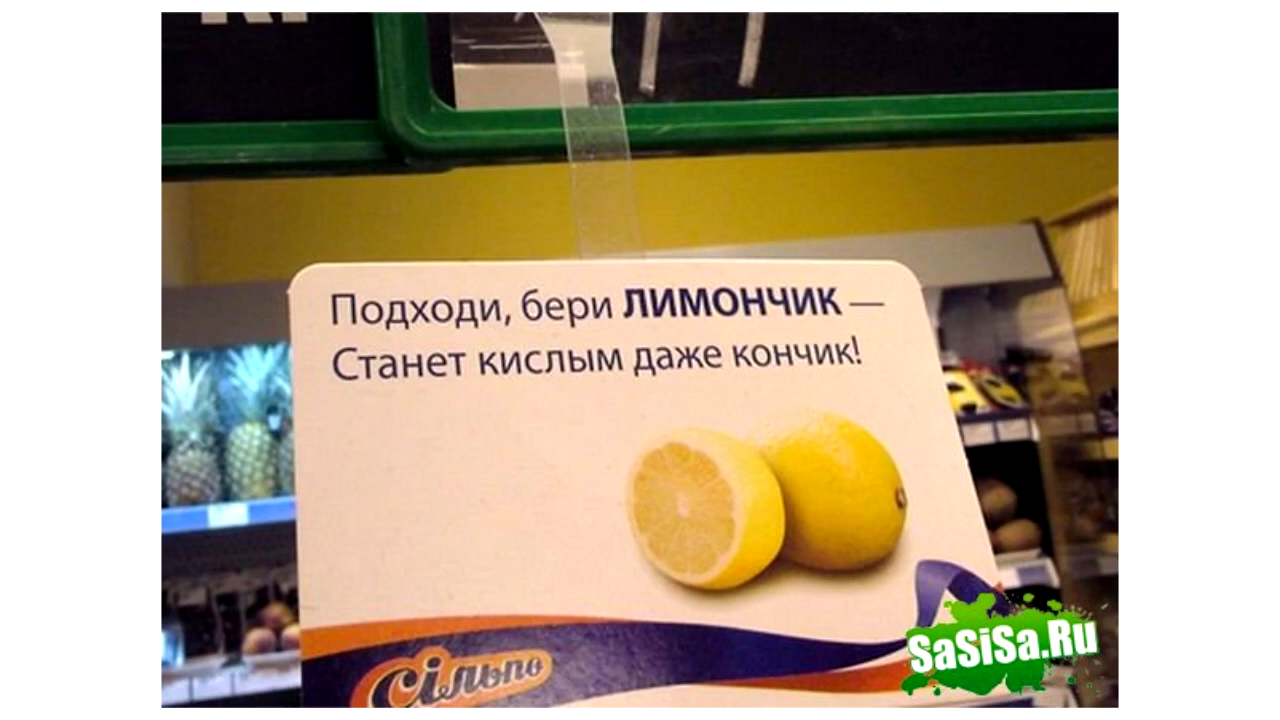 Подходи, бери ЛИМОНЧИК —
Станет кислым даже кончик!
Сільпо
SaSiSa.Ru